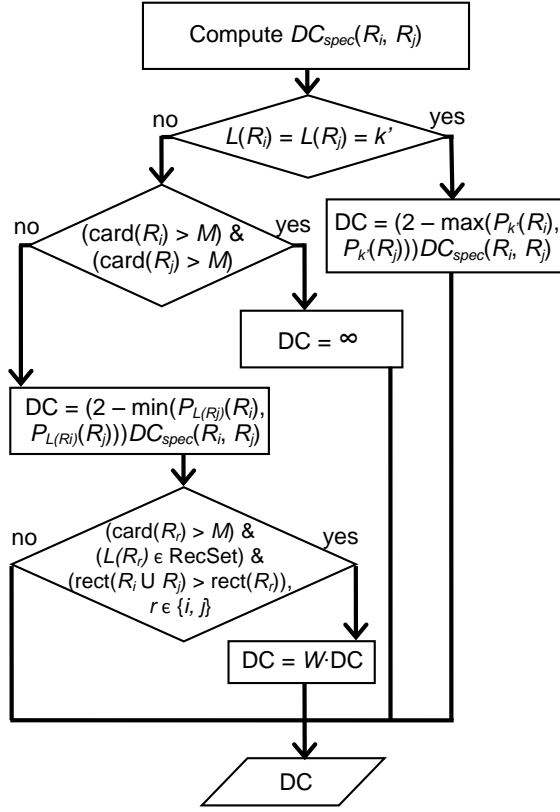 Compute DCspec(Ri, Rj)
no
yes
L(Ri) = L(Rj) = k’
no
yes
(card(Ri) > M) &
(card(Rj) > M)
DC = (2 – max(Pk’(Ri),
Pk’(Rj)))DCspec(Ri, Rj)
DC = ∞
DC = (2 – min(PL(Rj)(Ri),
PL(Ri)(Rj)))DCspec(Ri, Rj)
no
yes
(card(Rr) > M) &
(L(Rr) ϵ RecSet) &
(rect(Ri U Rj) > rect(Rr)),
r ϵ {i, j}
DC = W·DC
DC